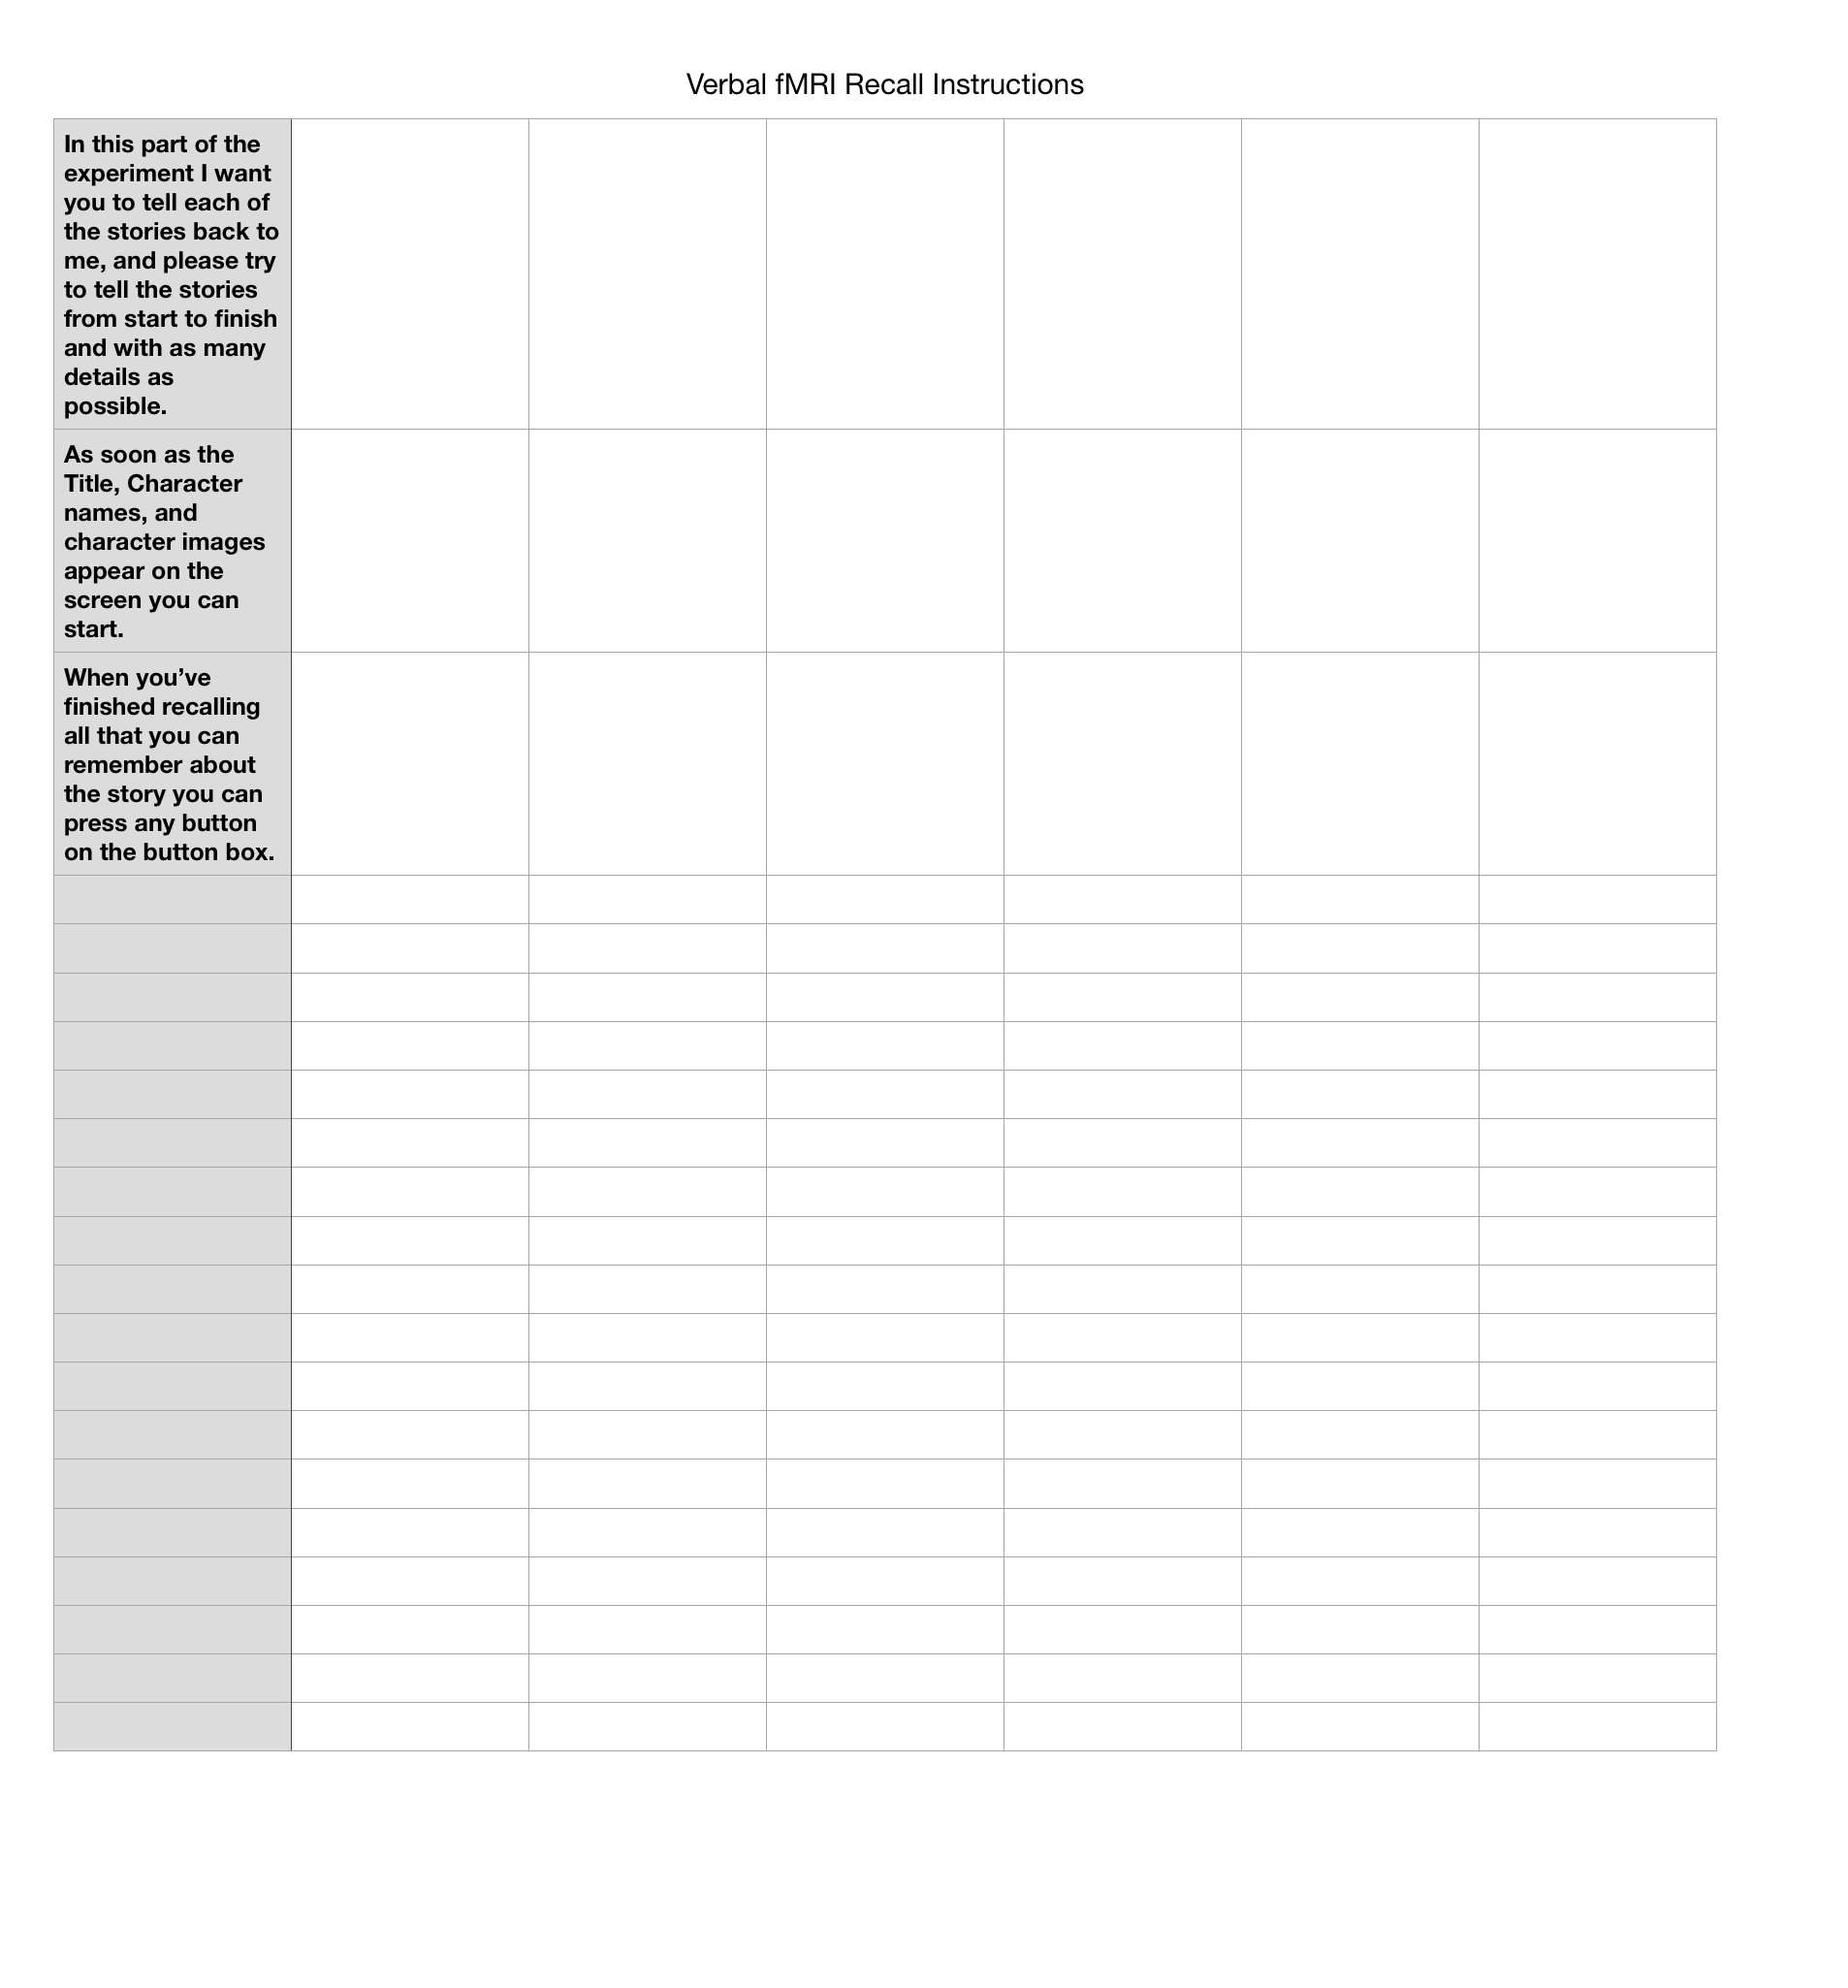 Verbal fMRI Recall Instructions
In this part of the
experiment I want
you to tell each of
the stories back to
me, and please try
to tell the stories
from start to finish
and with as many
details as
possible.
As soon as the
Title, Character
names, and
character images
appear on the
screen you can
start.
When you’ve
finished recalling
all that you can
remember about
the story you can
press any button
on the button box.